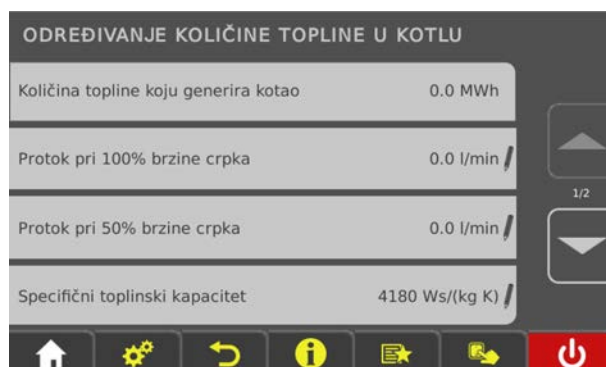 ODREĐIVANJE KOLIČINE TOPLINE U KOTLU
Količina topline koju generira kotao 0.0 MWh
Protok pri 100% brzine crpka 0.0 l/min
1/2
Protok pri 50% brzine crpka 0.0 l/min
Specifični toplinski kapacitet 4180 Ws/(kg K)